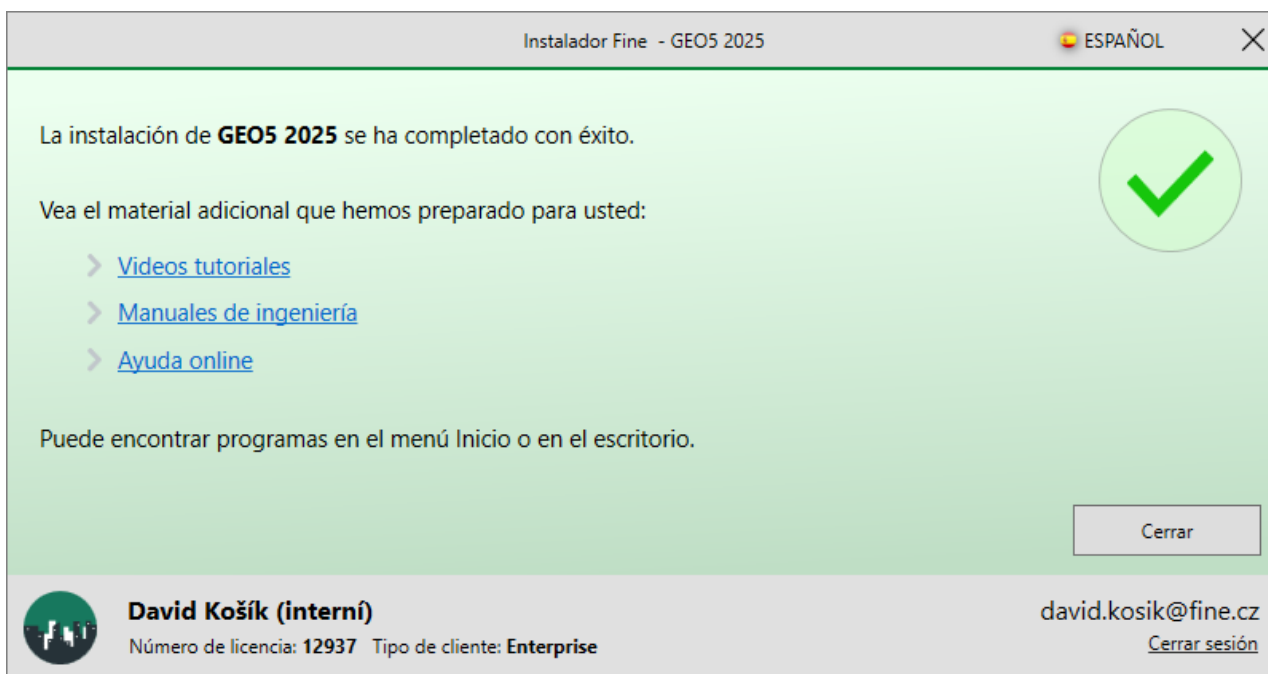 Instalador Fine - GEO5 2025
ESPAÑOL
La instalación de GEO5 2025 se ha completado con éxito.
Vea el material adicional que hemos preparado para usted:
Videos tutoriales
Manuales de ingeniería
Ayuda online
Puede encontrar programas en el menú Inicio o en el escritorio.
Cerrar
David Košík (interní)
david.kosik@fine.cz
Número de licencia: 12937 Tipo de cliente: Enterprise
Cerrar sesión